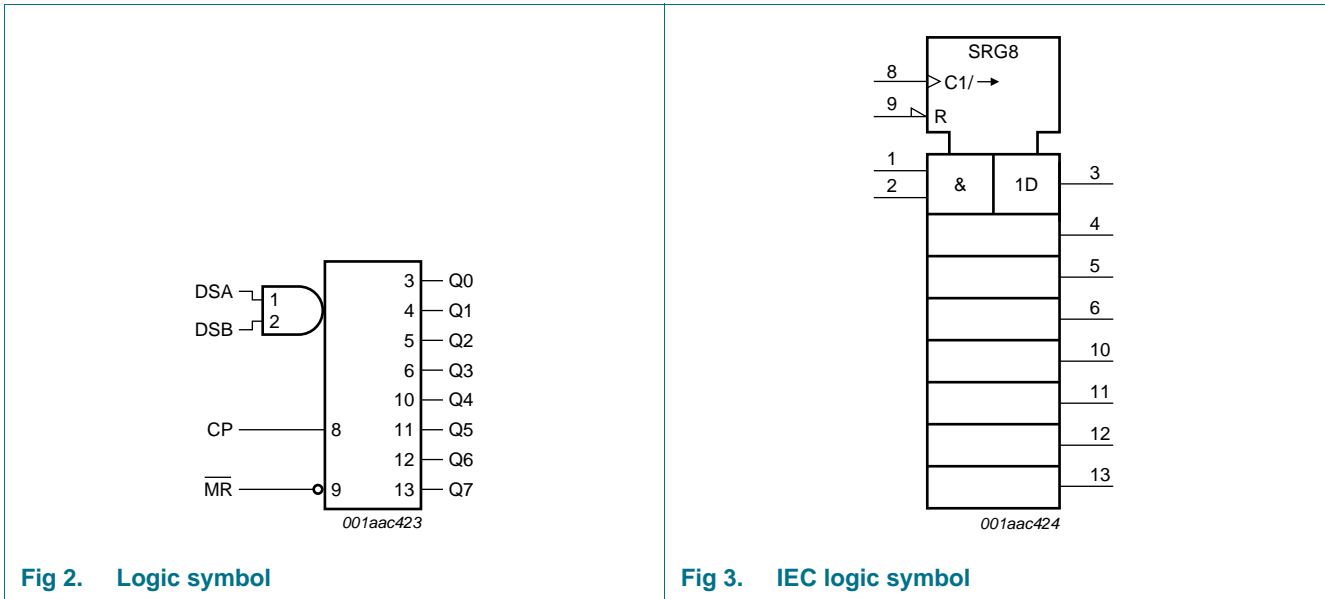 DSA
DSB
1
2
CP
8
MR
9
3 Q0
4 Q1
5 Q2
6 Q3
10 Q4
11 Q5
12 Q6
13 Q7
001aac423
Fig 2. Logic symbol
SRG8
8 C1/→
9 R
1
2
& 1D 3
4
5
6
10
11
12
13
001aac424
Fig 3. IEC logic symbol